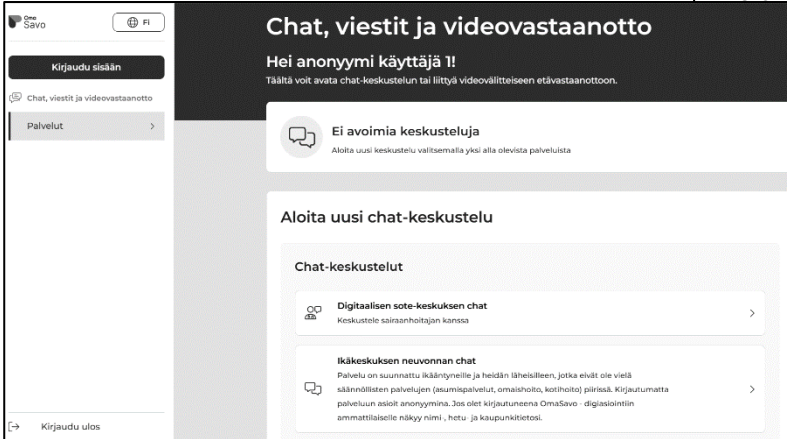 Oma
Savo
FI
Kirjaudu sisään
Chat, viestit ja videovastaanotto
Palvelut
Kirjaudu ulos
Chat, viestit ja videovastaanotto
Hei anonyymi käyttäjä 1!
Täältä voit avata chat-keskustelun tai liittyä videovälitteiseen etävastaanottoon.
Ei avoimia keskusteluja
Aloita uusi keskustelu valitsemalla yksi alla olevista palveluista
Aloita uusi chat-keskustelu
Chat-keskustelut
Digitaalisen sote-keskuksen chat
Keskustele sairaanhoitajan kanssa
Ikäkeskuksen neuvonnan chat
Palvelu on suunnattu ikääntyneille ja heidän läheisilleen, jotka eivät ole vielä
säännöllisten palvelujen (asumispalvelut, omaishoito, kotihoito) piirissä. Kirjautumatta
palveluun asioit anonyymina. Jos olet kirjautuneena OmaSavo - digiasiointiin
ammattilaiselle näkyy nimi-, hetu- ja kaupunkitietosi.